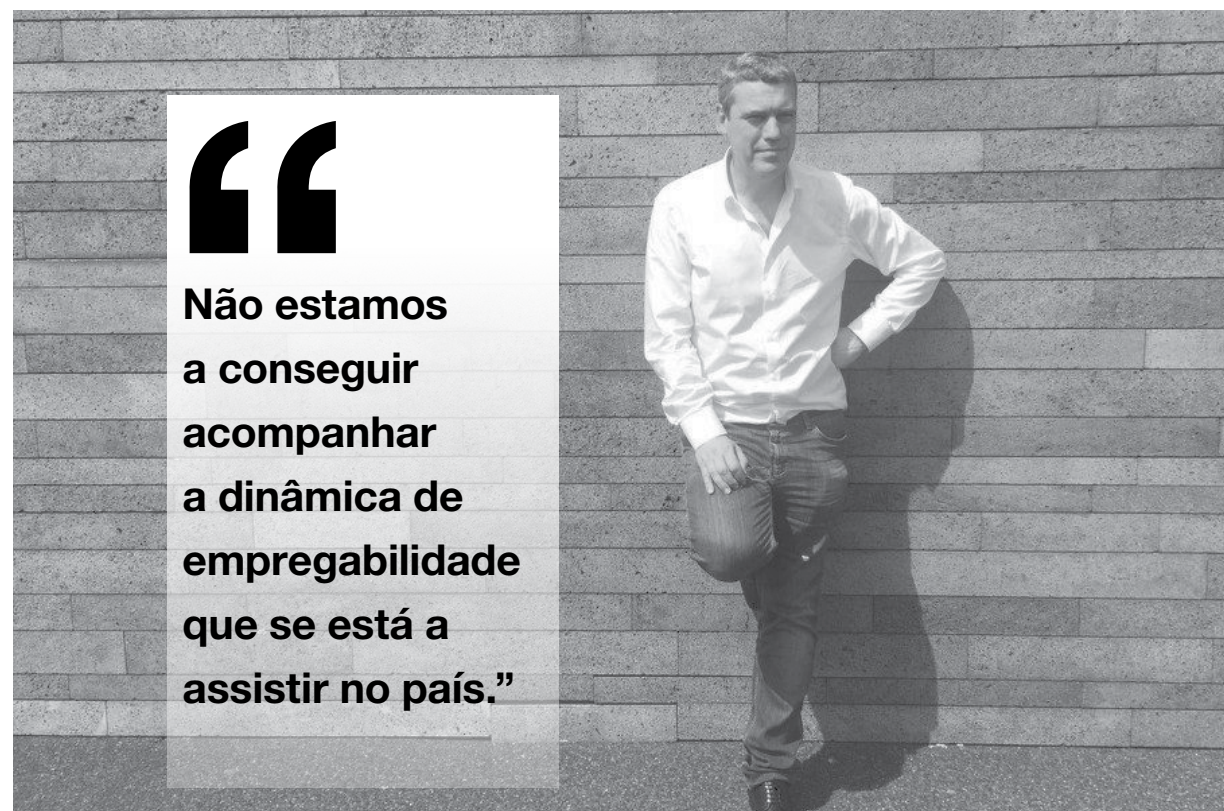 “
Não estamos
a conseguir
acompanhar
a dinâmica de
empregabilidade
que se está a
assistir no país.”